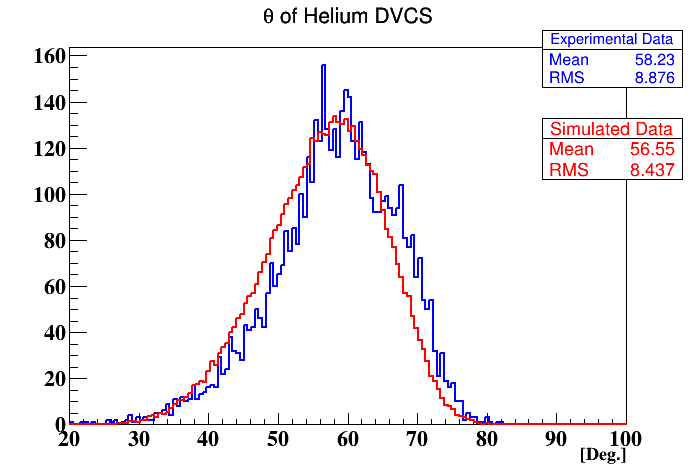 θ of Helium DVCS
Experimental Data
Mean 58.23
RMS 8.876
Simulated Data
Mean 56.55
RMS 8.437
160
140
120
100
80
60
40
20
0
20 30 40 50 60 70 80 90 100
[Deg.]